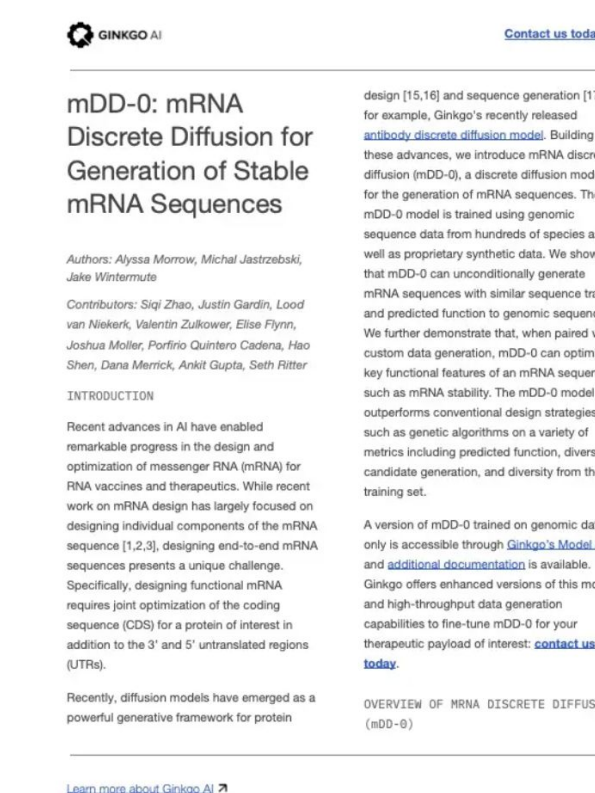 GINKGO AI
Contact us toda
mDD-0: mRNA
Discrete Diffusion for
Generation of Stable
mRNA Sequences
Authors: Alyssa Morrow, Michal Jastrzebski,
Jake Wintermute
Contributors: Siqi Zhao, Justin Gardin, Lood
van Niekerk, Valentin Zulkower, Elise Flynn,
Joshua Moller, Porfirio Quintero Cadena, Hao
Shen, Dana Merrick, Ankit Gupta, Seth Ritter
INTRODUCTION
Recent advances in AI have enabled
remarkable progress in the design and
optimization of messenger RNA (mRNA) for
RNA vaccines and therapeutics. While recent
work on mRNA design has largely focused on
designing individual components of the mRNA
sequence [1,2,3], designing end-to-end mRNA
sequences presents a unique challenge.
Specifically, designing functional mRNA
requires joint optimization of the coding
sequence (CDS) for a protein of interest in
addition to the 3’ and 5’ untranslated regions
(UTRs).
Recently, diffusion models have emerged as a
powerful generative framework for protein
design [15,16] and sequence generation [17
for example, Ginkgo's recently released
antibody discrete diffusion model. Building
these advances, we introduce mRNA discre
diffusion (mDD-0), a discrete diffusion mod
for the generation of mRNA sequences. The
mDD-0 model is trained using genomic
sequence data from hundreds of species a
well as proprietary synthetic data. We show
that mDD-0 can unconditionally generate
mRNA sequences with similar sequence tra
and predicted function to genomic sequenc
We further demonstrate that, when paired w
custom data generation, mDD-0 can optim
key functional features of an mRNA sequen
such as mRNA stability. The mDD-0 model
outperforms conventional design strategies
such as genetic algorithms on a variety of
metrics including predicted function, divers
candidate generation, and diversity from th
training set.
A version of mDD-0 trained on genomic da
only is accessible through Ginkgo's Model
and additional documentation is available.
Ginkgo offers enhanced versions of this mo
and high-throughput data generation
capabilities to fine-tune mDD-0 for your
therapeutic payload of interest: contact us
today.
OVERVIEW OF MRNA DISCRETE DIFFUS
(mDD-0)
Learn more about Ginkgo AI